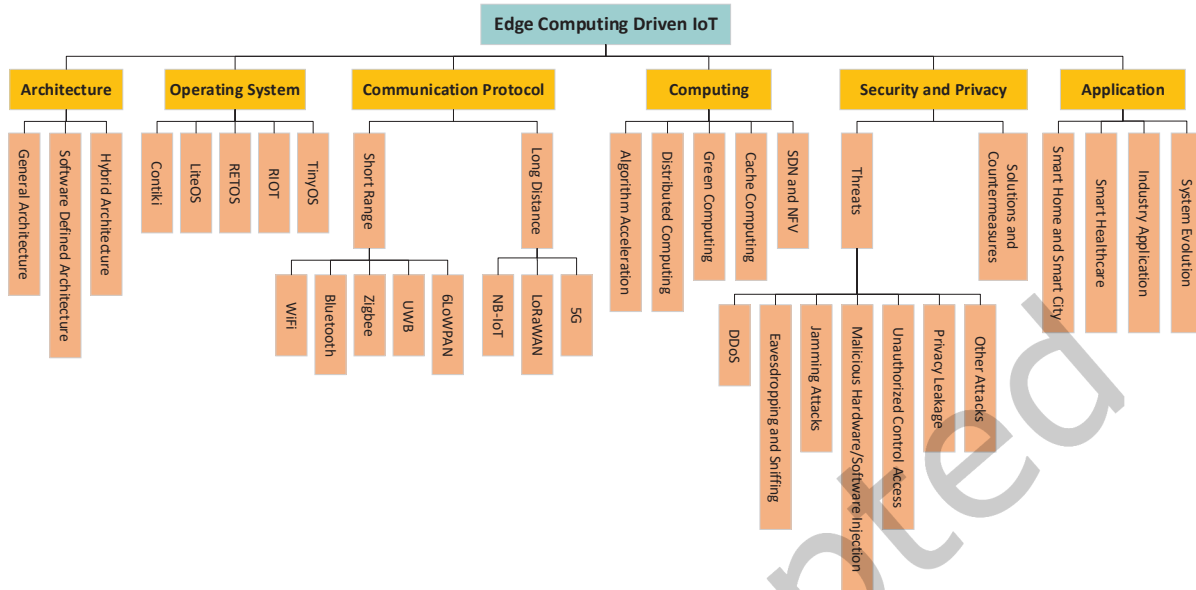 Edge Computing Driven IoT
Architecture
Operating System
Communication Protocol
Computing
Security and Privacy
Application
General Architecture
Software Defined Architecture
Hybrid Architecture
Contiki
LiteOS
RETOS
RIOT
TinyOS
Short Range
Long Distance
WiFi
Bluetooth
Zigbee
UWB
6LoWPAN
NB-IoT
LoRaWAN
5G
Algorithm Acceleration
Distributed Computing
Green Computing
Cache Computing
SDN and NFV
Threats
Solutions and
Countermeasures
DDoS
Eavesdropping and Sniffing
Jamming Attacks
Malicious Hardware/Software Injection
Unauthorized Control Access
Privacy Leakage
Other Attacks
Smart Home and Smart City
Smart Healthcare
Industry Application
System Evolution
pted